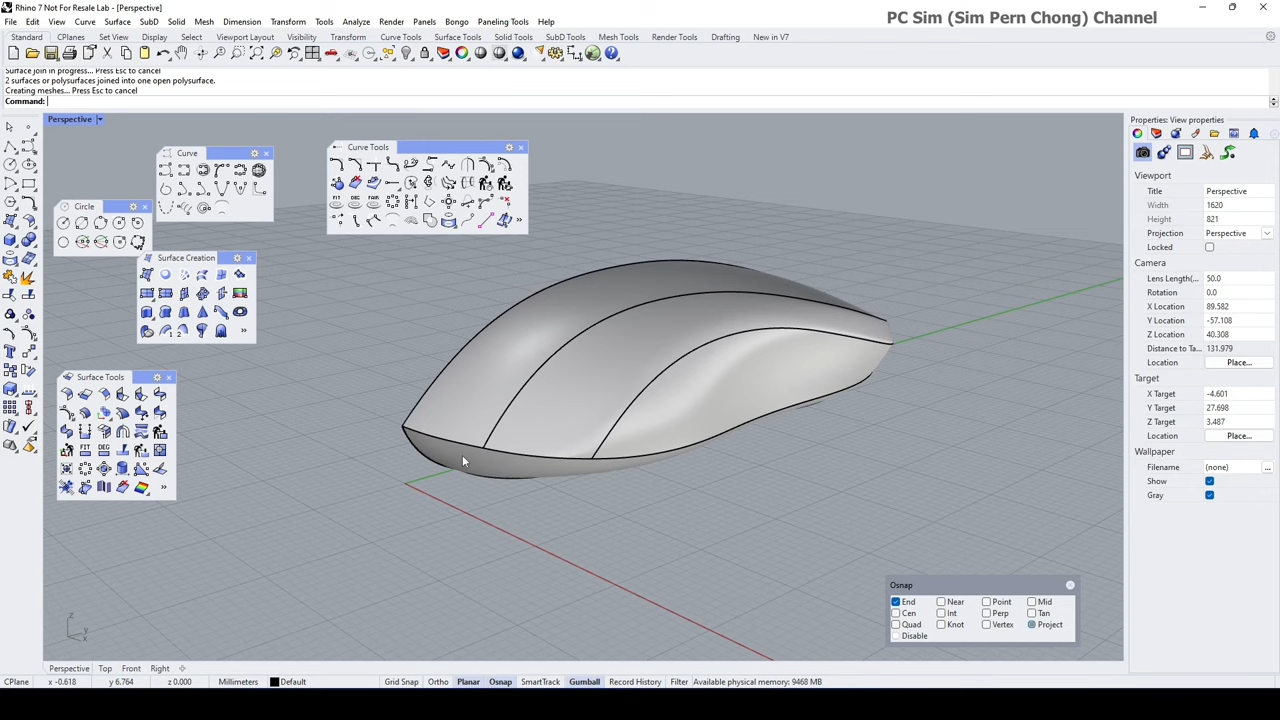 Rhino 7 Not For Resale Lab - [Perspective]
PC Sim (Sim Pern Chong) Channel
File Edit View Curve Surface SubD Solid Mesh Dimension Transform Tools Analyze Render Panels Bongo Paneling Tools Help
Standard CPlanes Set View Display Select Viewport Layout Visibility Transform Curve Tools Surface Tools Solid Tools SubD Tools Mesh Tools Render Tools Drafting New in V7
Surface join in progress... Press Esc to cancel
2 surfaces or polysurfaces joined into one open polysurface.
Creating meshes... Press Esc to cancel
Command:
Perspective
Curve
Curve Tools
Circle
Surface Creation
Surface Tools
FIT DEG FAIR
FIT DEG
z
y
x
Properties: View properties
Viewport
Title Perspective
Width 1620
Height 821
Projection Perspective
Locked
Camera
Lens Length(... 50.0
Rotation 0.0
X Location 89.582
Y Location -57.108
Z Location 40.308
Distance to Ta... 131.979
Location Place...
Target
X Target -4.601
Y Target 27.698
Z Target 3.487
Location Place...
Wallpaper
Filename (none) ...
Show
Gray
Osnap
End Near Point Mid
Cen Int Perp Tan
Quad Knot Vertex Project
Disable
Perspective Top Front Right
CPlane x -0.618 y 6.764 z 0.000 Millimeters Default Grid Snap Ortho Planar Osnap SmartTrack Gumball Record History Filter Available physical memory: 9468 MB